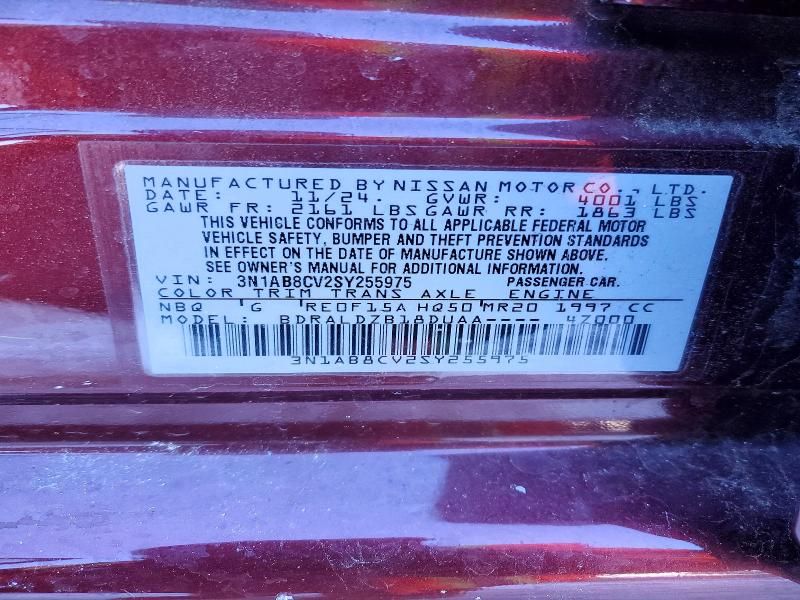 MANUFACTURED BY NISSAN MOTOR CO., LTD.
DATE: 11/24. GVWR: 4001 LBS
GAWR FR: 2161 LBS GAWR RR: 1863 LBS
THIS VEHICLE CONFORMS TO ALL APPLICABLE FEDERAL MOTOR
VEHICLE SAFETY, BUMPER AND THEFT PREVENTION STANDARDS
IN EFFECT ON THE DATE OF MANUFACTURE SHOWN ABOVE.
SEE OWNER'S MANUAL FOR ADDITIONAL INFORMATION.
VIN: 3N1AB8CV2SY255975 PASSENGER CAR.
COLOR TRIM TRANS AXLE ENGINE
NBQ G RE0F15A HQ50 MR20 1997 CC
MODEL: BDRALDZB18DUAA---- 47000
3N1AB8CV2SY255975